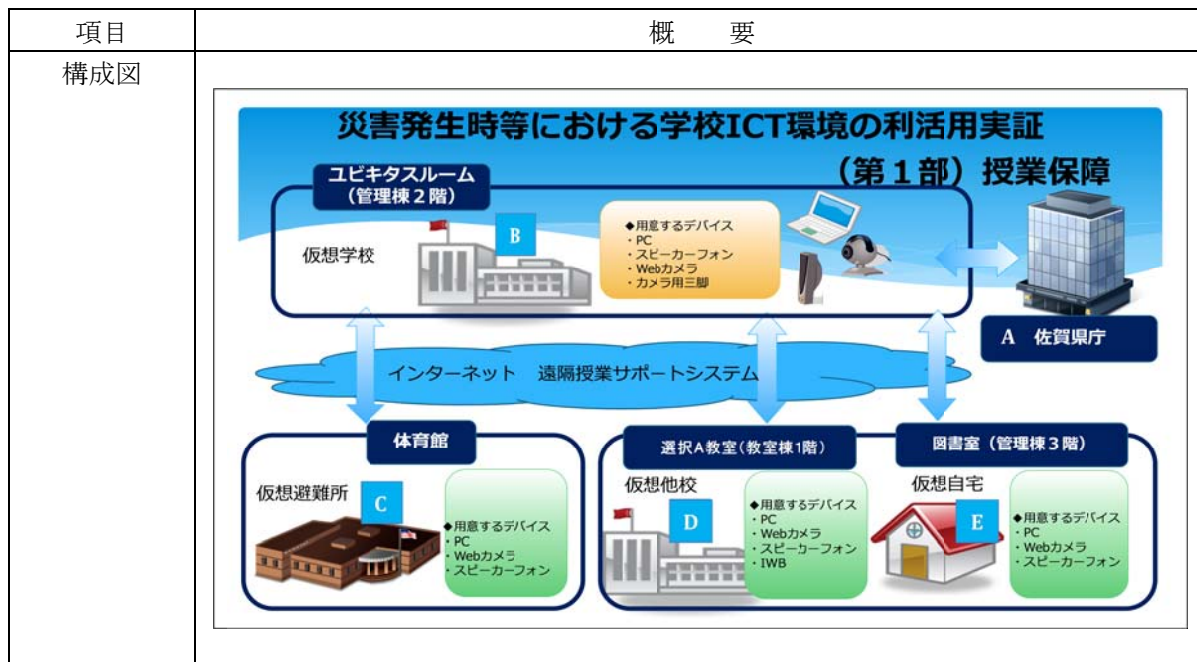 項目
概　要
構成図
災害発生時等における学校ICT環境の利活用実証
（第１部）授業保障
ユビキタスルーム
（管理棟２階）
仮想学校
B
◆用意するデバイス
・PC
・スピーカーフォン
・Webカメラ
・カメラ用三脚
A　佐賀県庁
インターネット　遠隔授業サポートシステム
体育館
仮想避難所
C
◆用意するデバイス
・PC
・Webカメラ
・スピーカーフォン
選択A教室(教室棟1階)
仮想他校
D
◆用意するデバイス
・PC
・Webカメラ
・スピーカーフォン
・IWB
図書室（管理棟３階）
仮想自宅
E
◆用意するデバイス
・PC
・Webカメラ
・スピーカーフォン